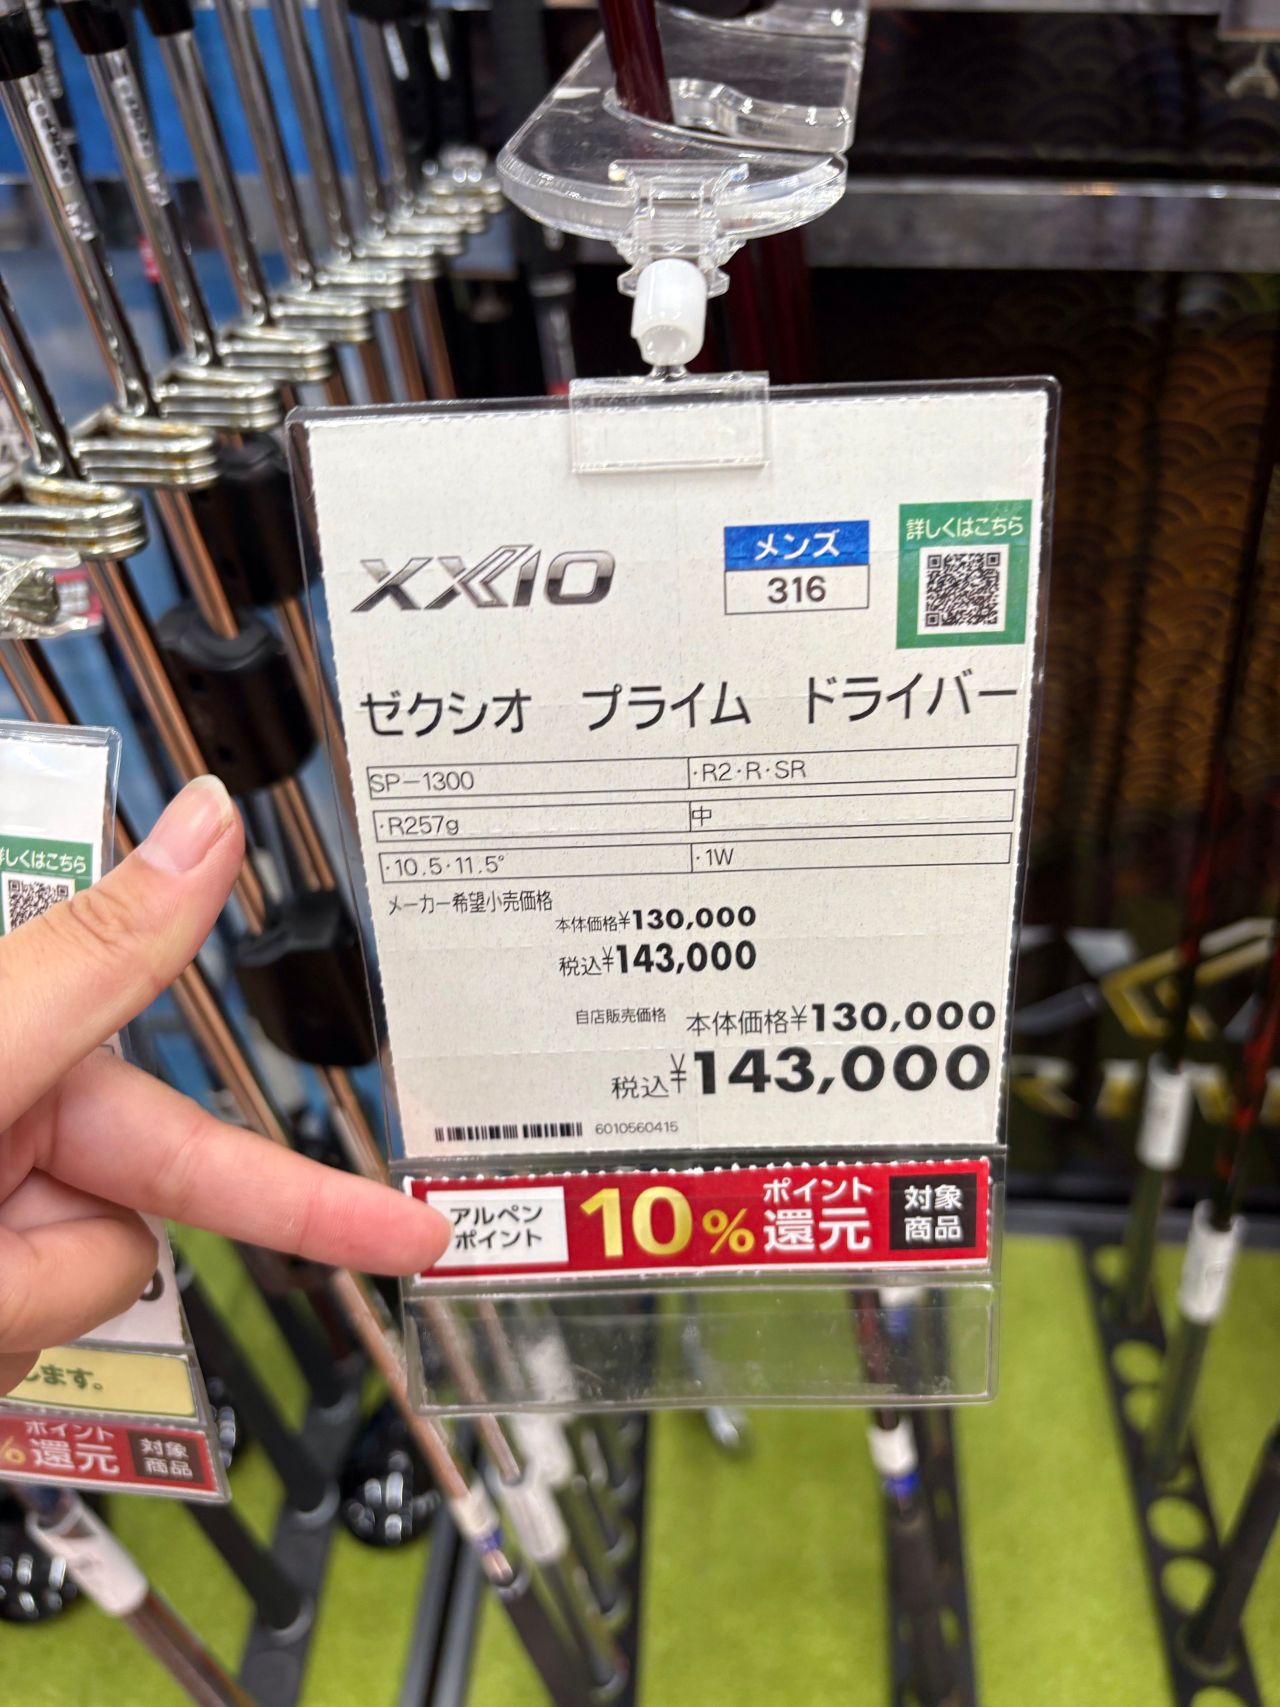 XXIO
メンズ
316
詳しくはこちら
ゼクシオ プライム ドライバー
SP-1300 ・R2・R・SR
・R257g 中
・10.5・11.5° ・1W
メーカー希望小売価格
本体価格¥130,000
税込¥143,000
自店販売価格 本体価格¥130,000
税込¥143,000
6010560415
アルペン
ポイント
10%
ポイント
還元
対象
商品
しくはこちら
します。
%
ポイント
還元
対象
商品